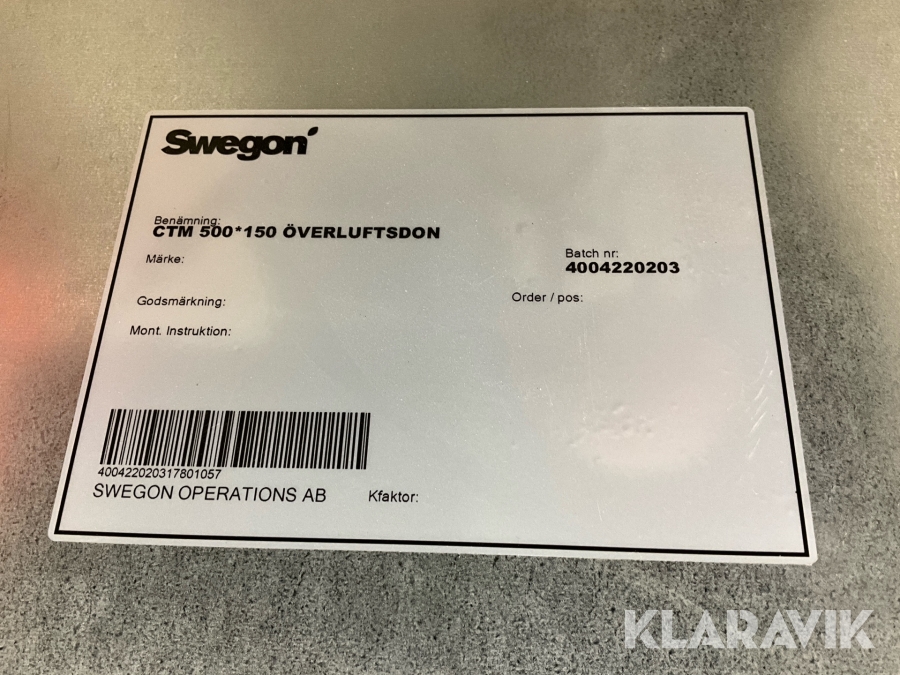 Swegon
Benämning:
CTM 500*150 ÖVERLUFTSDON
Märke:
Batch nr:
4004220203
Godsmärkning:
Order / pos:
Mont. Instruktion:
400422020317801057
SWEGON OPERATIONS AB
Kfaktor:
KLARAVIK